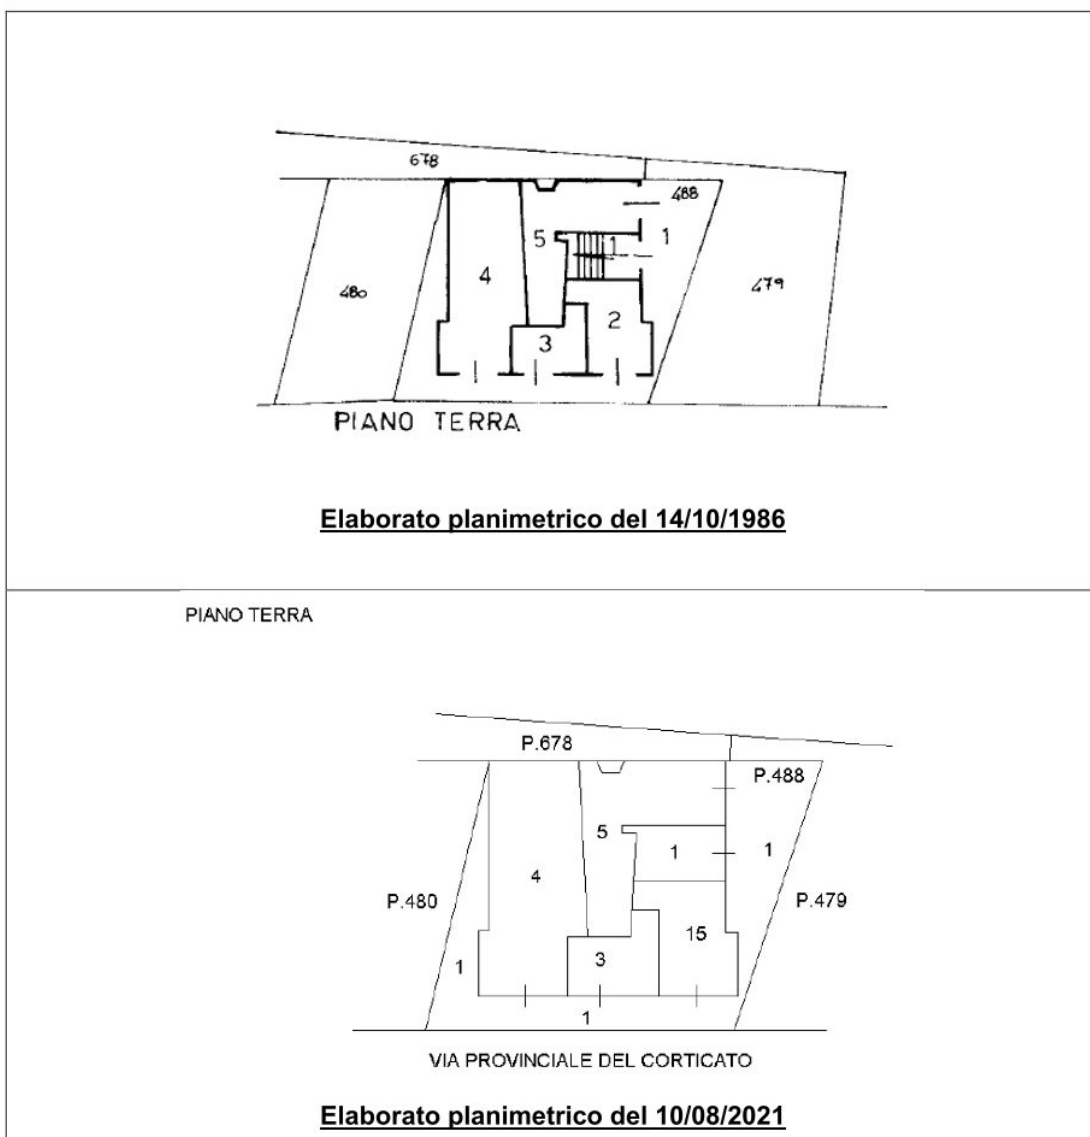 678
488
5
1
1
4
480
479
2
3
PIANO TERRA
Elaborato planimetrico del 14/10/1986
PIANO TERRA
P.678
P.488
5
1
1
4
P.480
P.479
15
3
1
1
VIA PROVINCIALE DEL CORTICATO
Elaborato planimetrico del 10/08/2021